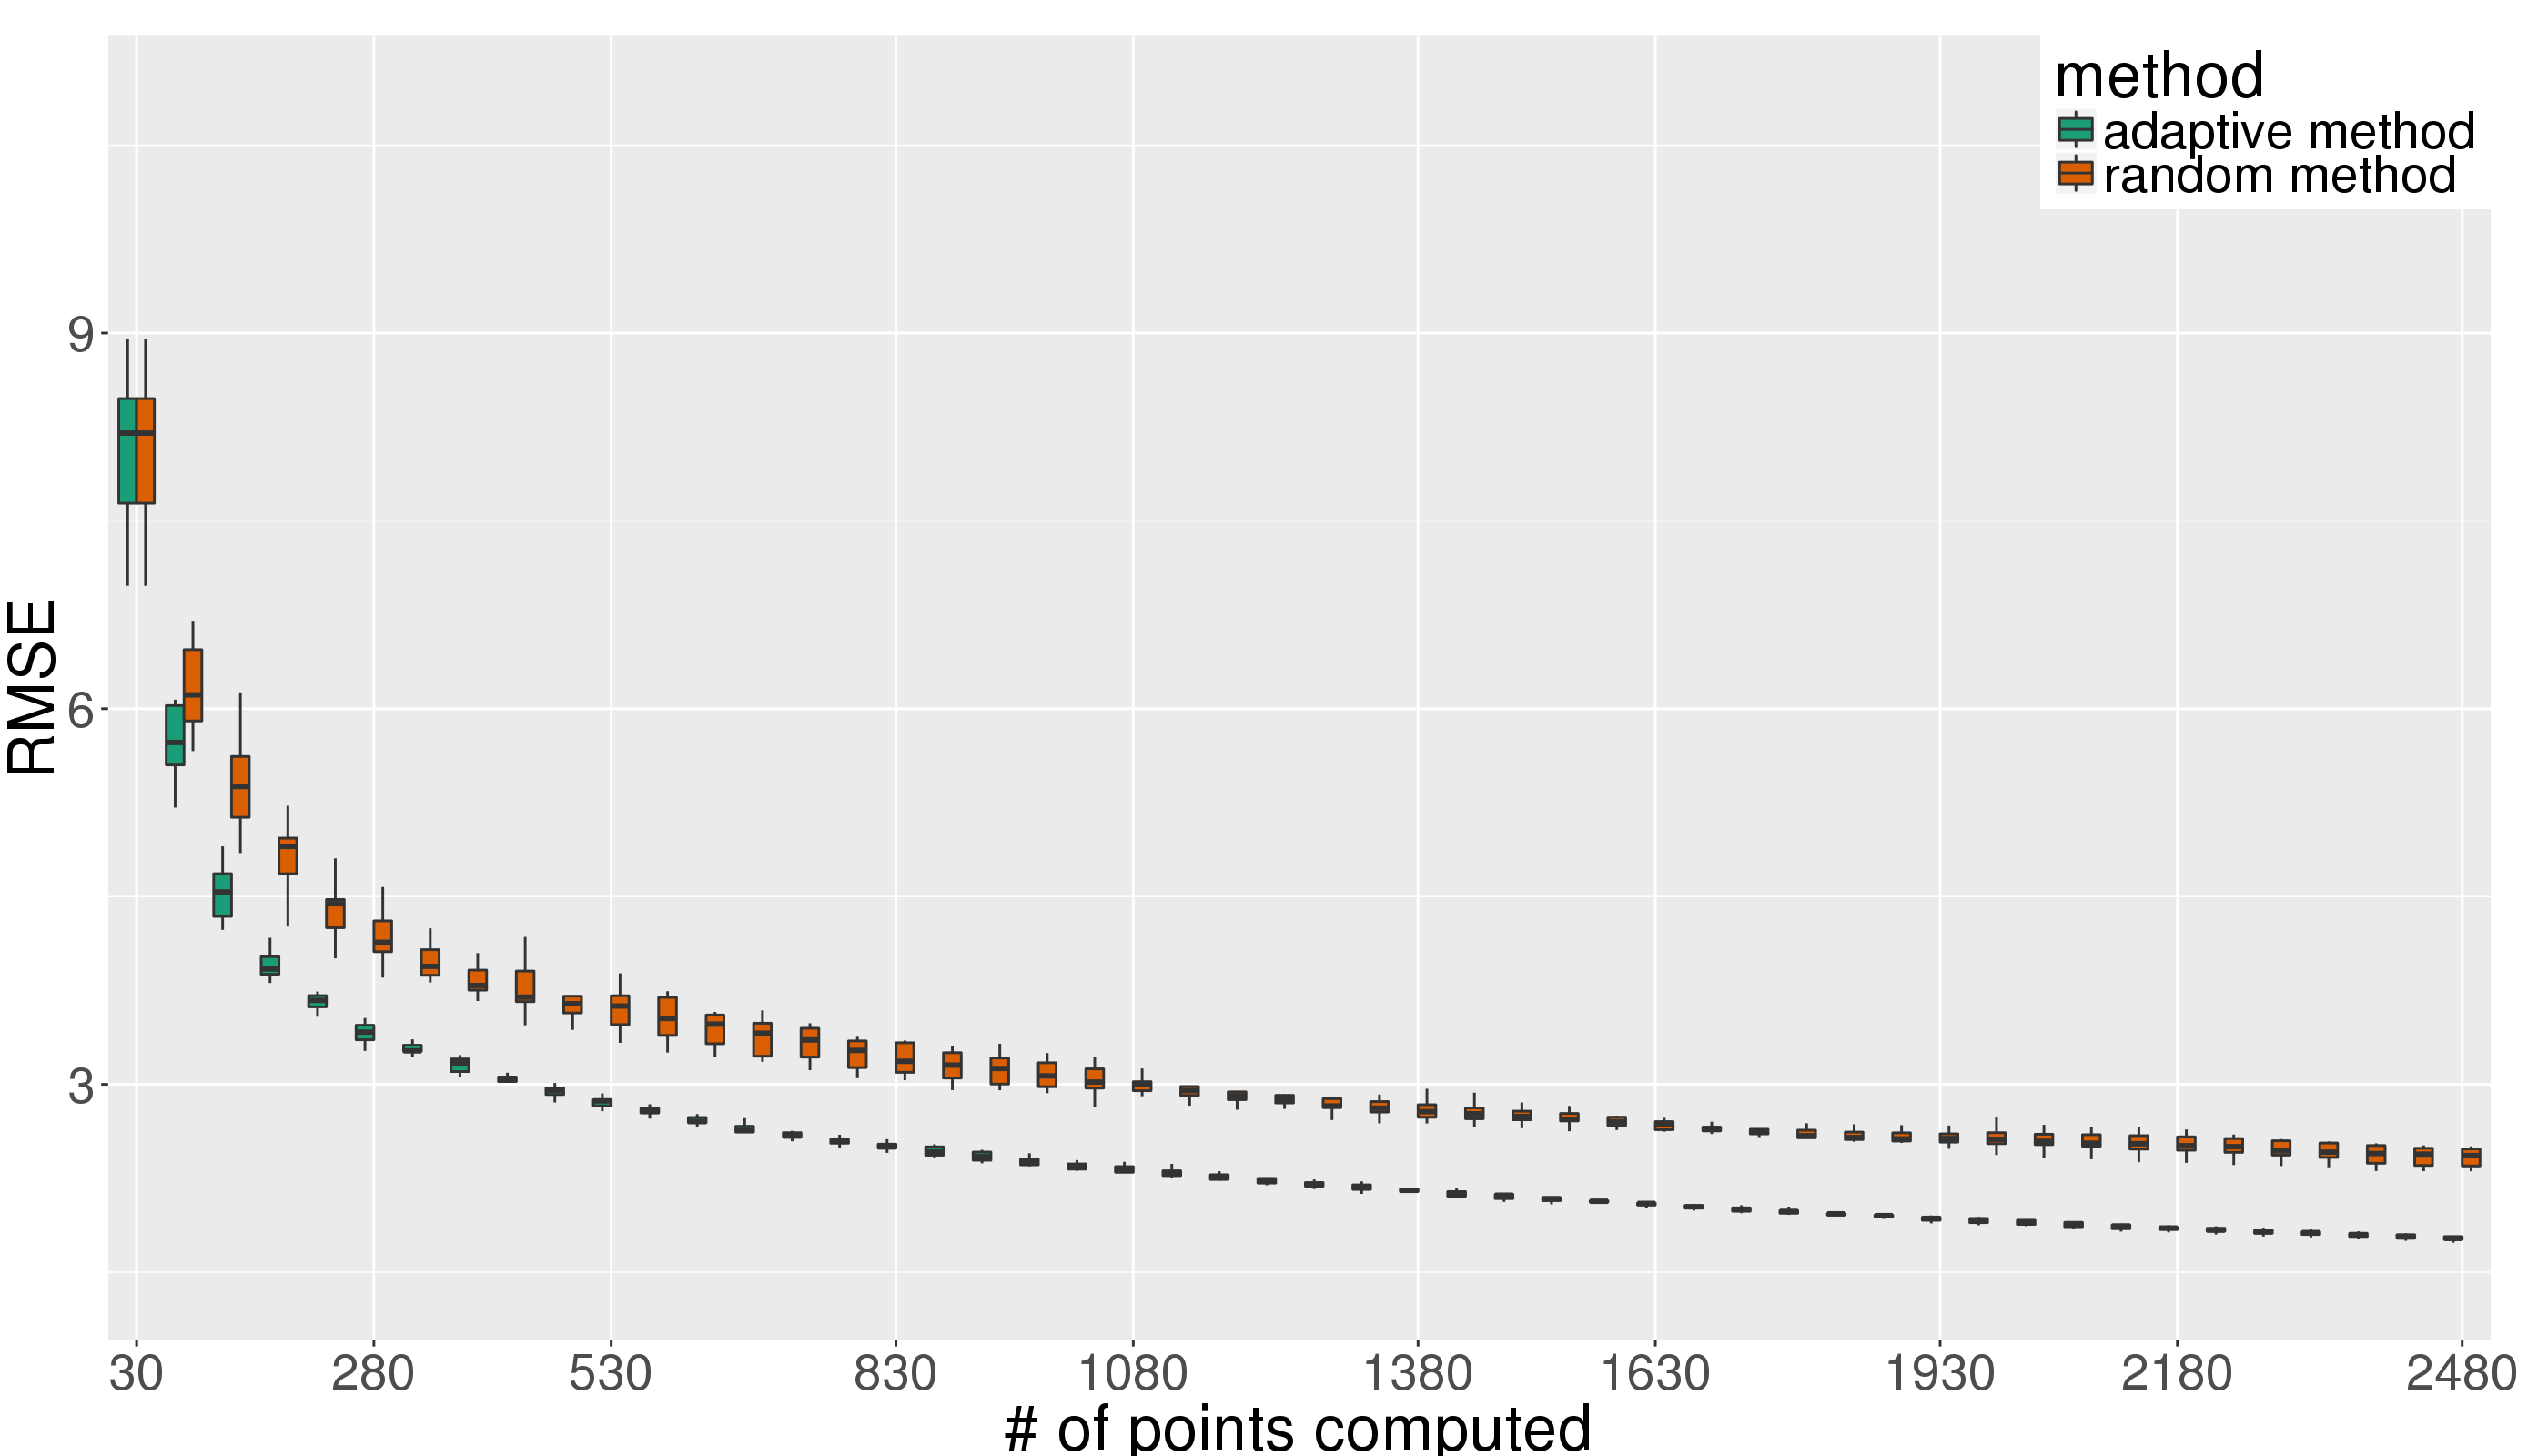 method
adaptive method
random method
RMSE
9
6
3
30 280 530 830 1080 1380 1630 1930 2180 2480
# of points computed